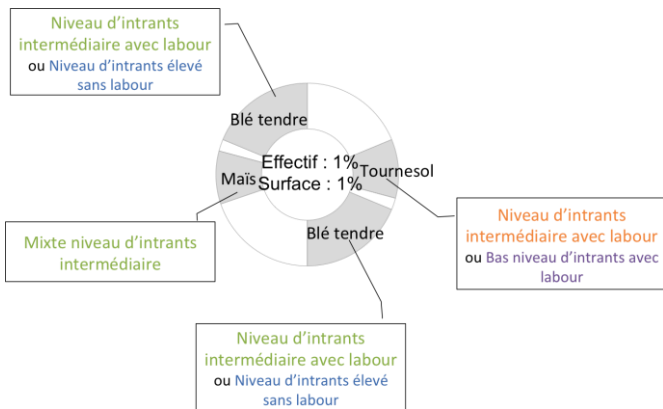 Niveau d'intrants
intermédiaire avec labour
ou Niveau d'intrants élevé
sans labour
Blé tendre
Effectif : 1%
Surface : 1%
Maïs
Tournesol
Blé tendre
Mixte niveau d'intrants
intermédiaire
Niveau d'intrants
intermédiaire avec labour
ou Bas niveau d'intrants avec
labour
Niveau d'intrants
intermédiaire avec labour
ou Niveau d'intrants élevé
sans labour